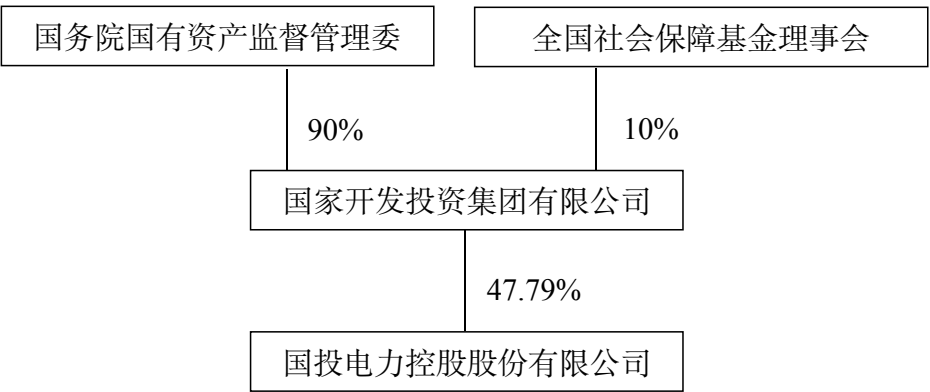 国务院国有资产监督管理委
全国社会保障基金理事会
90%
10%
国家开发投资集团有限公司
47.79%
国投电力控股股份有限公司